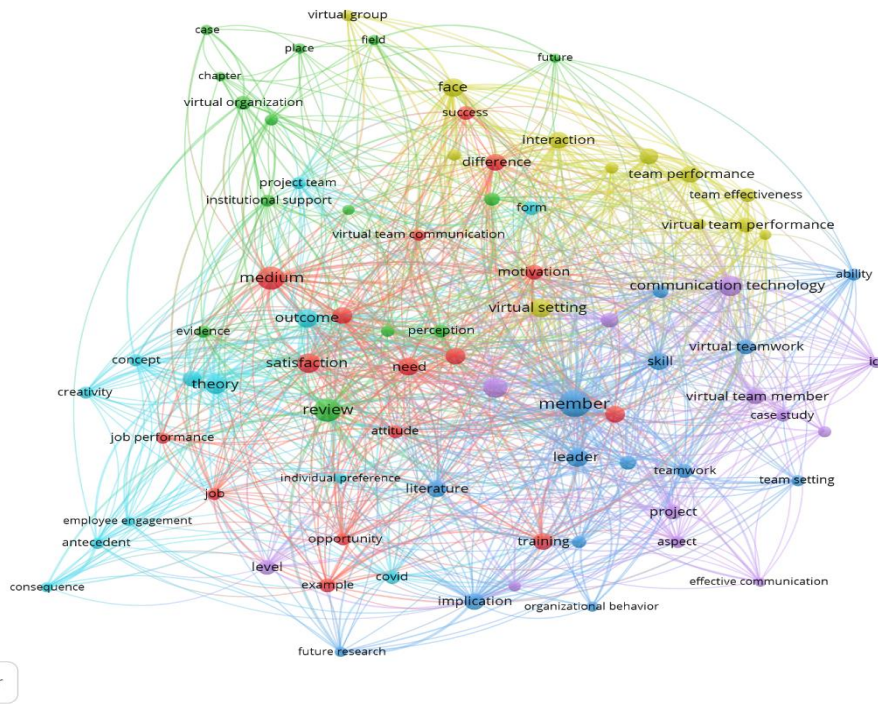 virtual group
case
field
place
future
chapter
face
virtual organization
success
interaction
difference
team performance
project team
team effectiveness
institutional support
form
virtual team performance
virtual team communication
motivation
ability
medium
communication technology
virtual setting
outcome
evidence
perception
virtual teamwork
concept
satisfaction
need
skill
creativity
theory
virtual team member
member
review
case study
attitude
job performance
leader
teamwork
individual preference
team setting
literature
job
project
employee engagement
opportunity
training
aspect
antecedent
level
covid
effective communication
consequence
example
implication
organizational behavior
future research